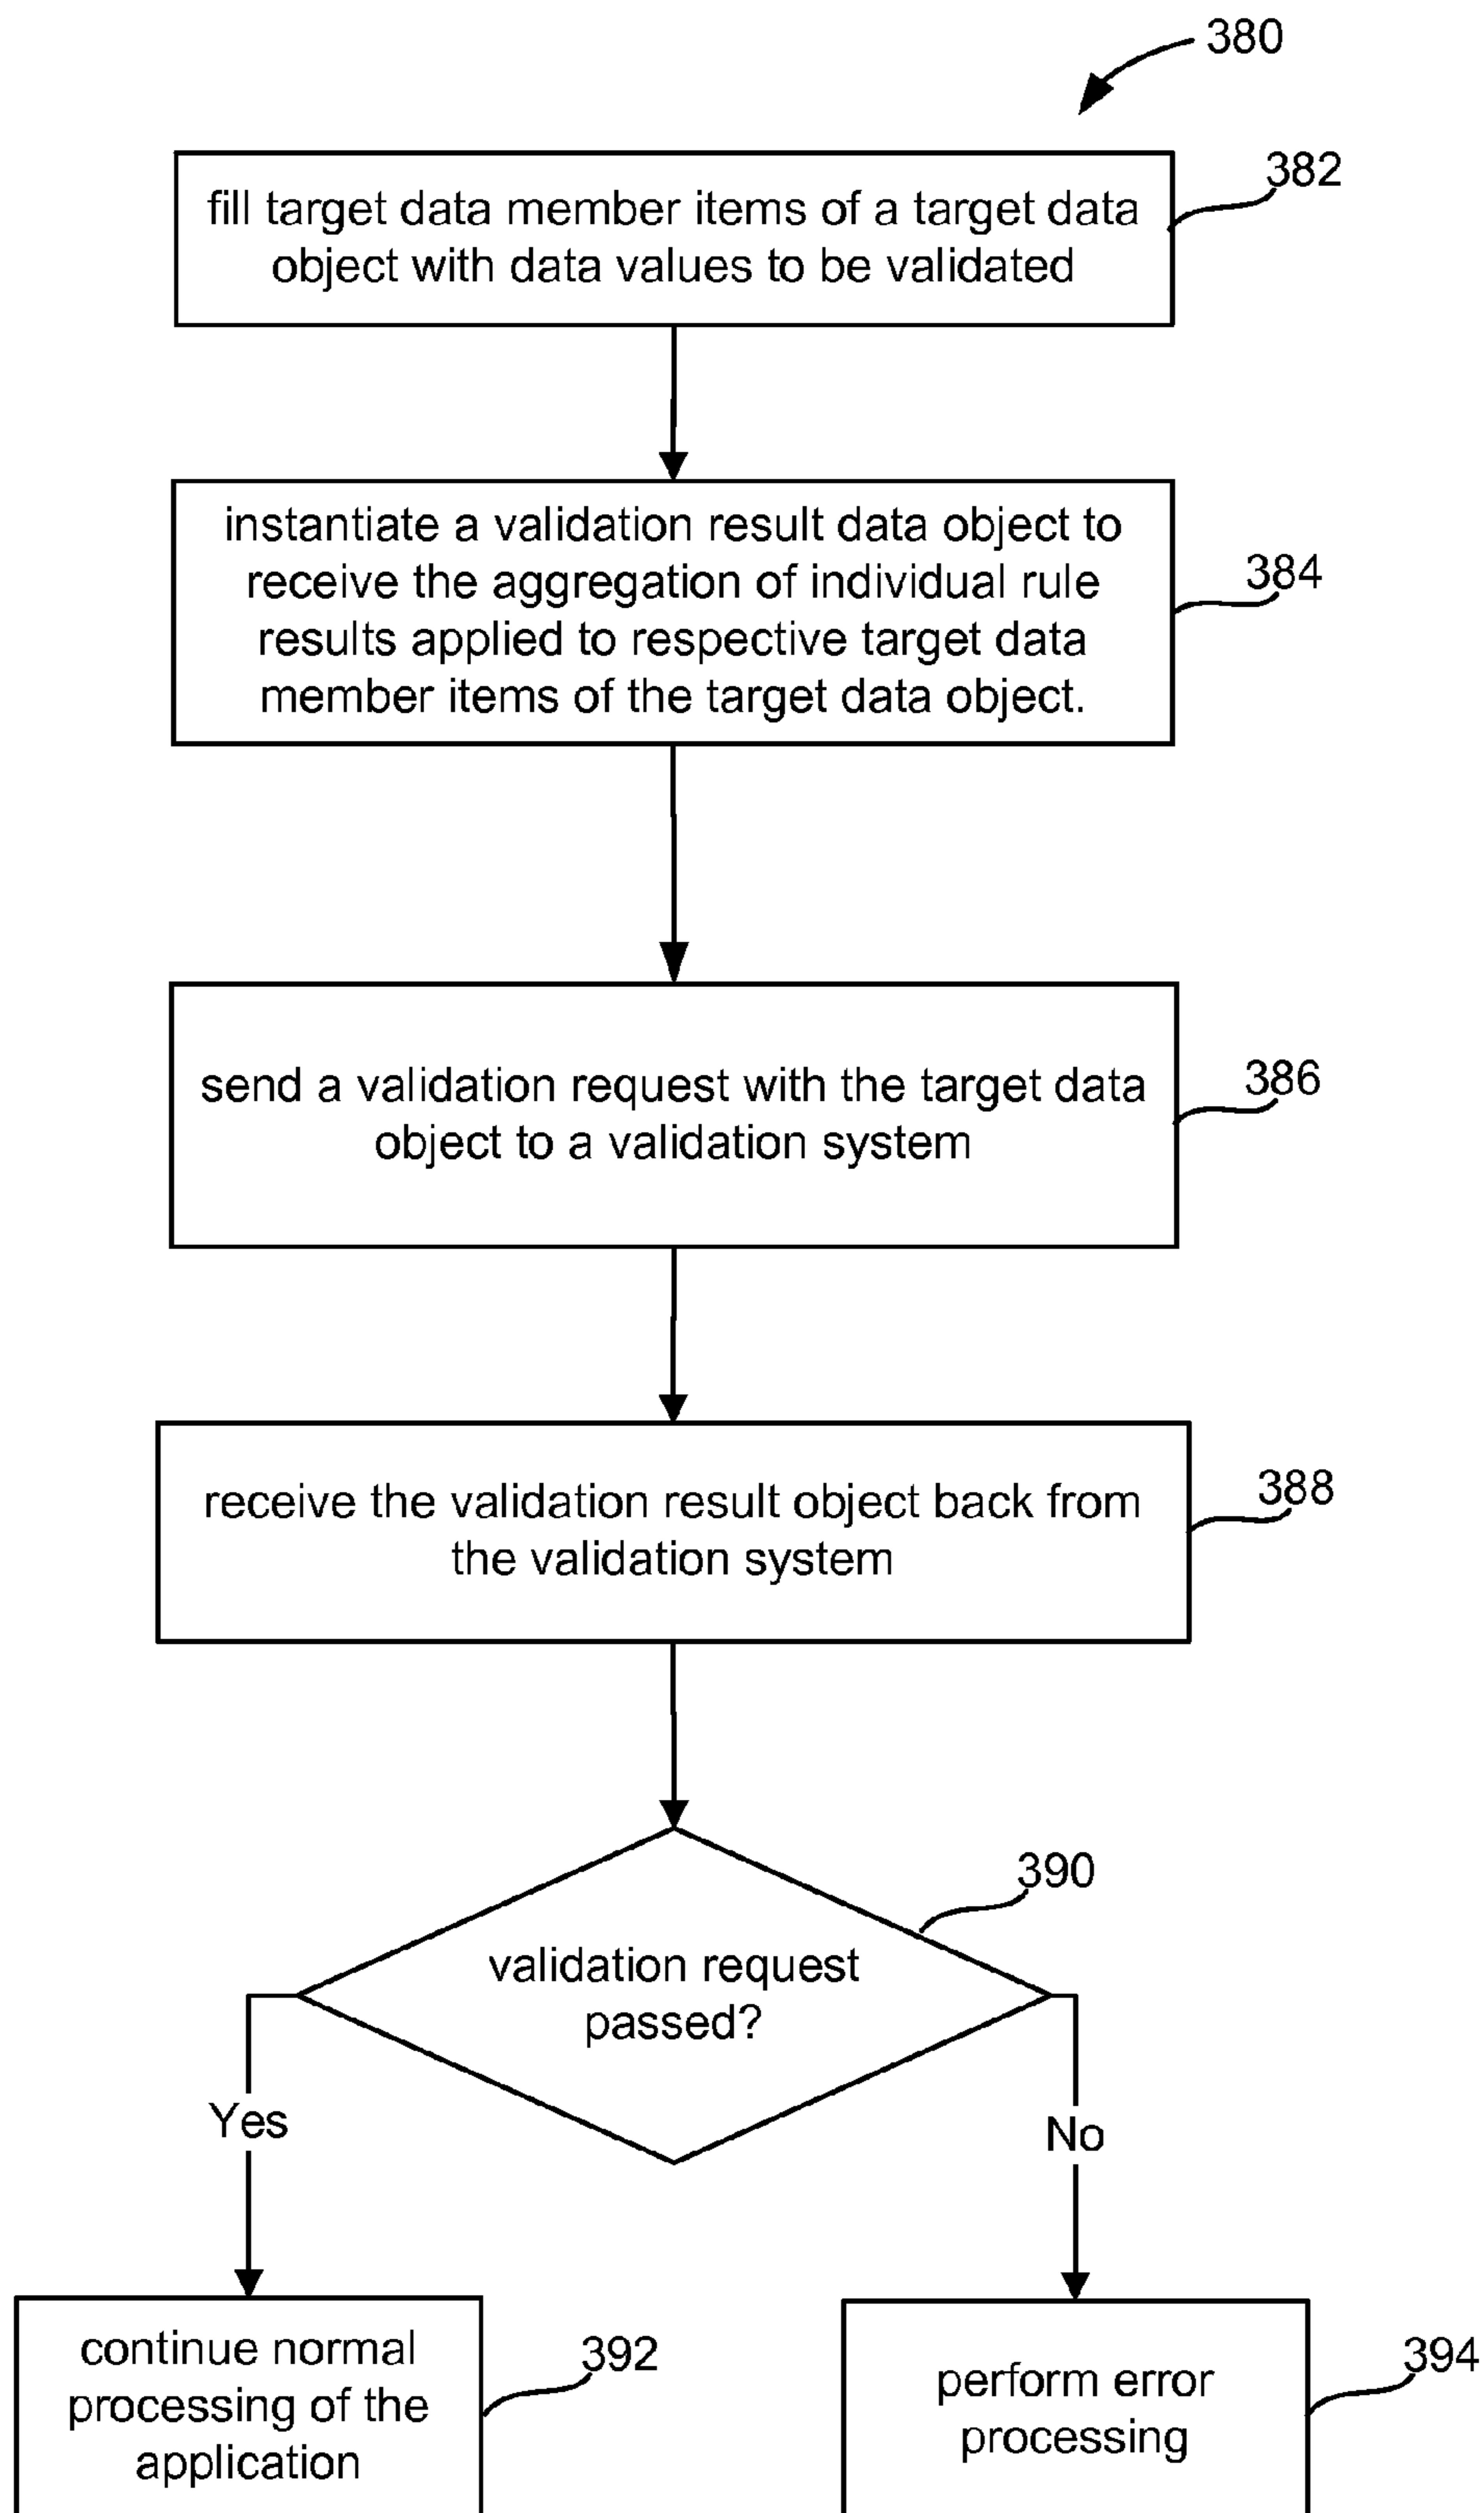 380
382
fill target data member items of a target data
object with data values to be validated
384
instantiate a validation result data object to
receive the aggregation of individual rule
results applied to respective target data
member items of the target data object.
386
send a validation request with the target data
object to a validation system
388
receive the validation result object back from
the validation system
390
validation request
passed?
Yes
No
392
continue normal
processing of the
application
394
perform error
processing